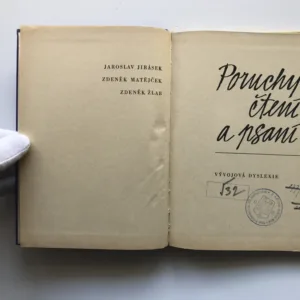 JAROSLAV JIRÁSEK
ZDENĚK MATĚJČEK
ZDENĚK ŽLAB
Poruchy
čtení
a psaní
VÝVOJOVÁ DYSLEXIE